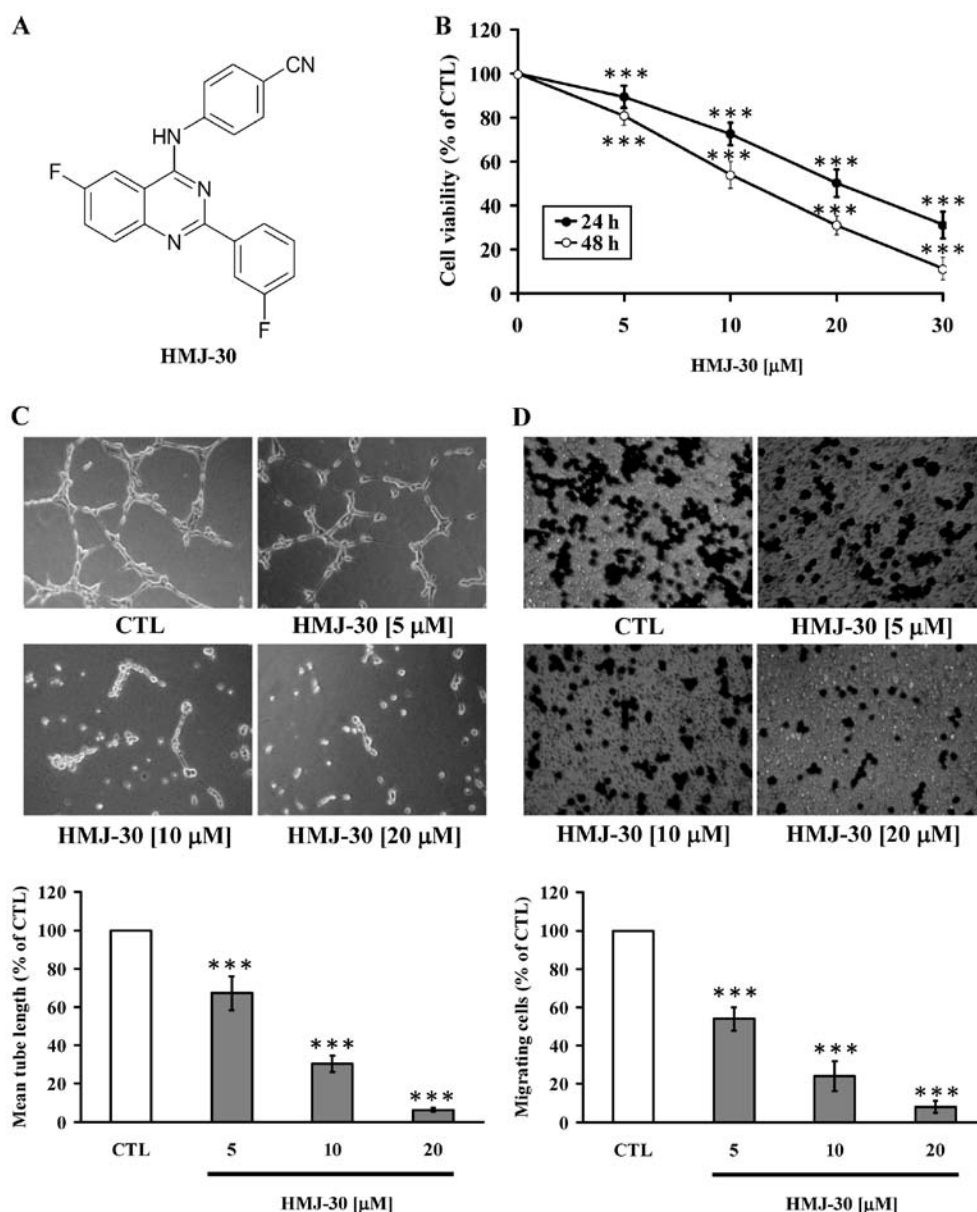 A
CN
HN
F
N
N
F
HMJ-30
B
Cell viability (% of CTL)
120
100
80
60
40
20
0
***
***
***
***
***
***
***
***
24 h
48 h
0 5 10 20 30
HMJ-30 [μM]
C
CTL HMJ-30 [5 μM]
HMJ-30 [10 μM] HMJ-30 [20 μM]
Mean tube length (% of CTL)
120
100
80
60
40
20
0
***
***
***
CTL 5 10 20
HMJ-30 [μM]
D
CTL HMJ-30 [5 μM]
HMJ-30 [10 μM] HMJ-30 [20 μM]
Migrating cells (% of CTL)
120
100
80
60
40
20
0
***
***
***
CTL 5 10 20
HMJ-30 [μM]